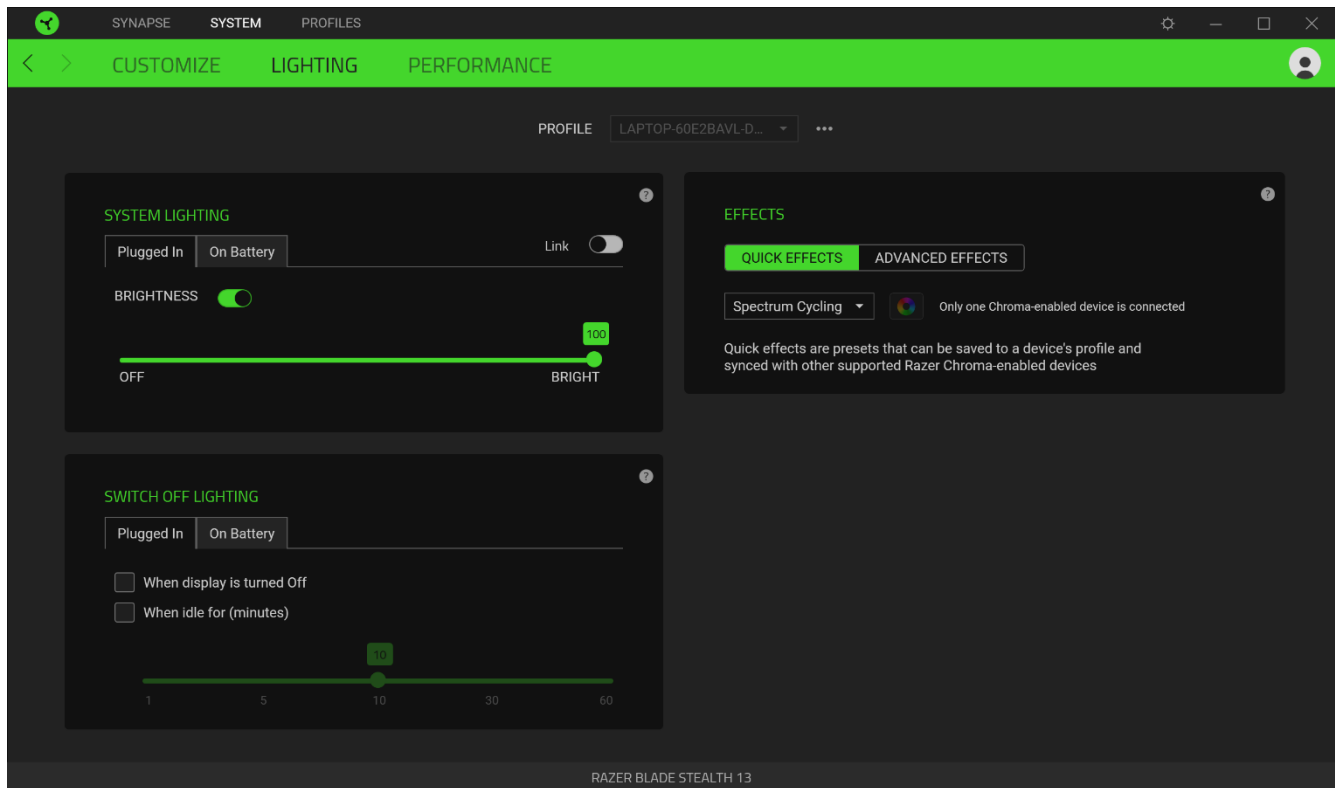 SYNAPSE SYSTEM PROFILES
CUSTOMIZE LIGHTING PERFORMANCE
PROFILE LAPTOP-60E2BAVL-D...
SYSTEM LIGHTING
Plugged In On Battery Link
BRIGHTNESS
100
OFF BRIGHT
SWITCH OFF LIGHTING
Plugged In On Battery
When display is turned Off
When idle for (minutes)
10
1 5 10 30 60
EFFECTS
QUICK EFFECTS ADVANCED EFFECTS
Spectrum Cycling Only one Chroma-enabled device is connected
Quick effects are presets that can be saved to a device's profile and
synced with other supported Razer Chroma-enabled devices
RAZER BLADE STEALTH 13